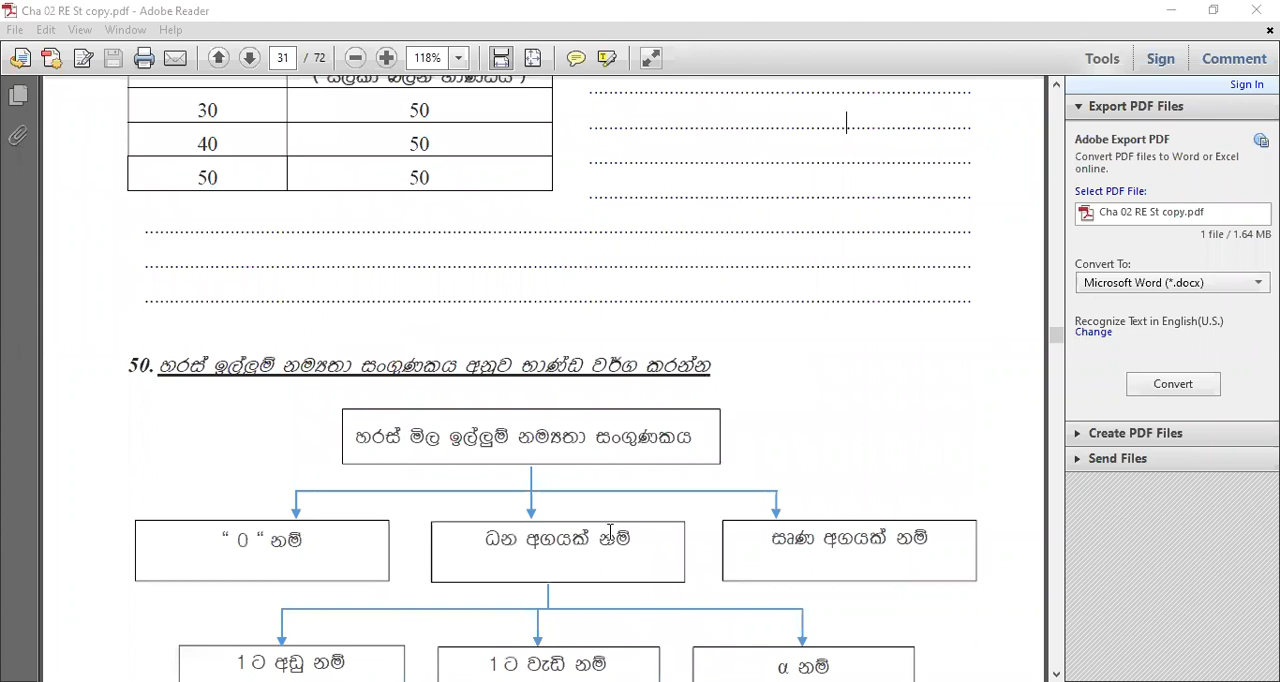 Cha 02 RE St copy.pdf - Adobe Reader
File Edit View Window Help
31 / 72 118% Tools Sign Comment
Sign In
Export PDF Files
Adobe Export PDF
Convert PDF files to Word or Excel
online.
Select PDF File:
Cha 02 RE St copy.pdf
1 file / 1.64 MB
Convert To:
Microsoft Word (*.docx)
Recognize Text in English(U.S.)
Change
Convert
Create PDF Files
Send Files
30 50
40 50
50 50
50. හරස් ඉල්ලුම් නම්‍යතා සංගුණකය අනුව භාණ්ඩ වර්ග කරන්න
හරස් මිල ඉල්ලුම් නම්‍යතා සංගුණකය
“ 0 “ නම් ධන අගයක් නම් සෘණ අගයක් නම්
1 ට අඩු නම් 1 ට වැඩි නම් α නම්